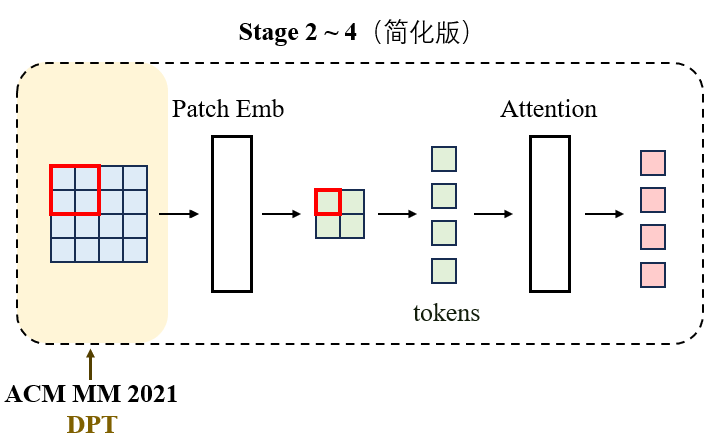 Stage 2 ~ 4（简化版）
Patch Emb
Attention
tokens
ACM MM 2021
DPT